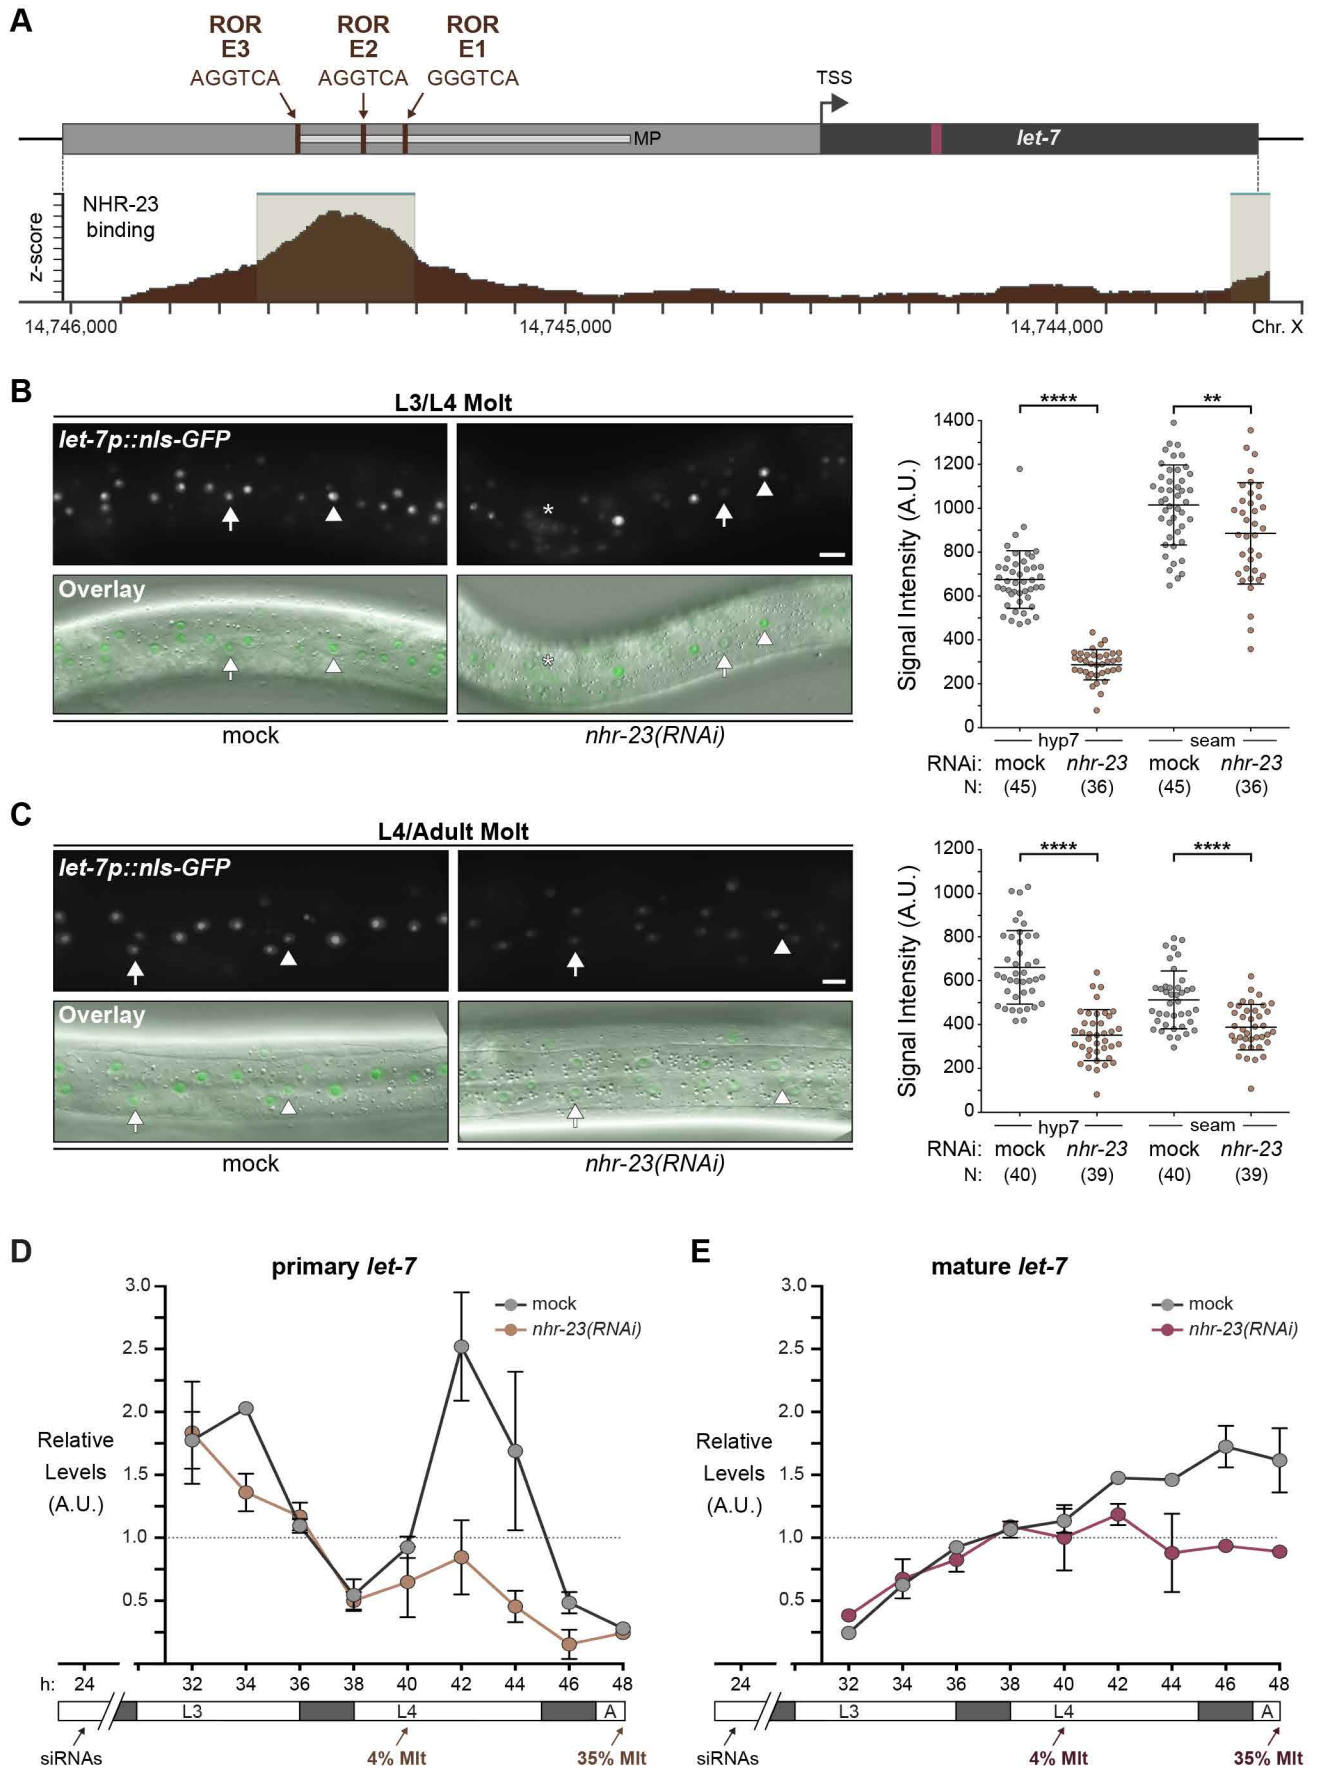 A
ROR ROR ROR
E3 E2 E1
AGGTCA AGGTCA GGGTCA
TSS
MP
let-7
NHR-23
binding
z-score
14,746,000 14,745,000 14,744,000 Chr. X
B
L3/L4 Molt
let-7p::nls-GFP
*
Overlay
*
mock nhr-23(RNAi)
Signal Intensity (A.U.)
**** **
1400
1200
1000
800
600
400
200
0
hyp7 seam
RNAi: mock nhr-23 mock nhr-23
N: (45) (36) (45) (36)
C
L4/Adult Molt
let-7p::nls-GFP
Overlay
mock nhr-23(RNAi)
Signal Intensity (A.U.)
**** ****
1200
1000
800
600
400
200
0
hyp7 seam
RNAi: mock nhr-23 mock nhr-23
N: (40) (39) (40) (39)
D
primary let-7
mock
nhr-23(RNAi)
Relative
Levels
(A.U.)
3.0
2.5
2.0
1.5
1.0
0.5
h: 24 32 34 36 38 40 42 44 46 48
L3 L4 A
siRNAs 4% Mlt 35% Mlt
E
mature let-7
mock
nhr-23(RNAi)
Relative
Levels
(A.U.)
3.0
2.5
2.0
1.5
1.0
0.5
24 32 34 36 38 40 42 44 46 48
L3 L4 A
siRNAs 4% Mlt 35% Mlt